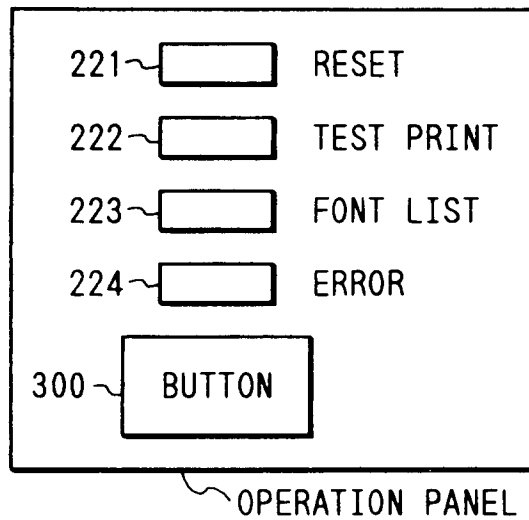 221 RESET
222 TEST PRINT
223 FONT LIST
224 ERROR
300 BUTTON
OPERATION PANEL